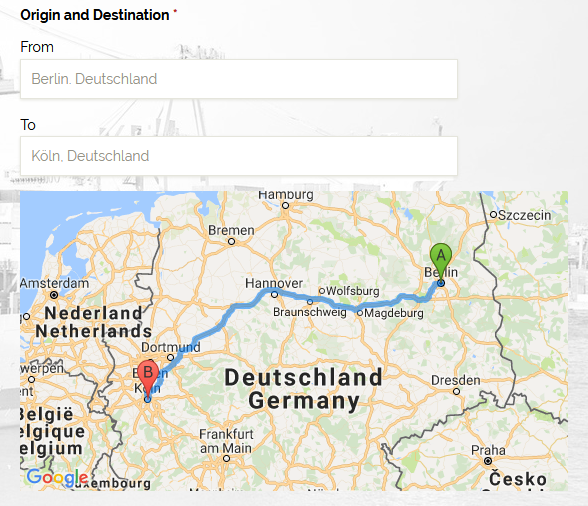 Origin and Destination *
From
Berlin, Deutschland
To
Köln, Deutschland
Hamburg
Szczecin
Bremen
A
Berlin
Amsterdam
Hannover
Wolfsburg
Braunschweig
Magdeburg
Nederland
Netherlands
Dortmund
B
Köln
Deutschland
Germany
Dresden
België
Belgique
Belgium
Frankfurt
am Main
Praha
Google
Luxembourg
Česko